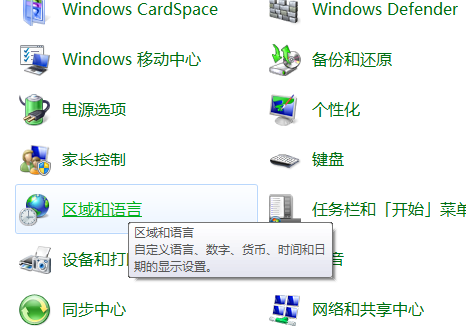 Windows CardSpace
Windows Defender
Windows 移动中心
备份和还原
电源选项
个性化
家长控制
键盘
区域和语言
任务栏和「开始」菜单
区域和语言
自定义语言、数字、货币、时间和日
期的显示设置。
设备和打
音
同步中心
网络和共享中心